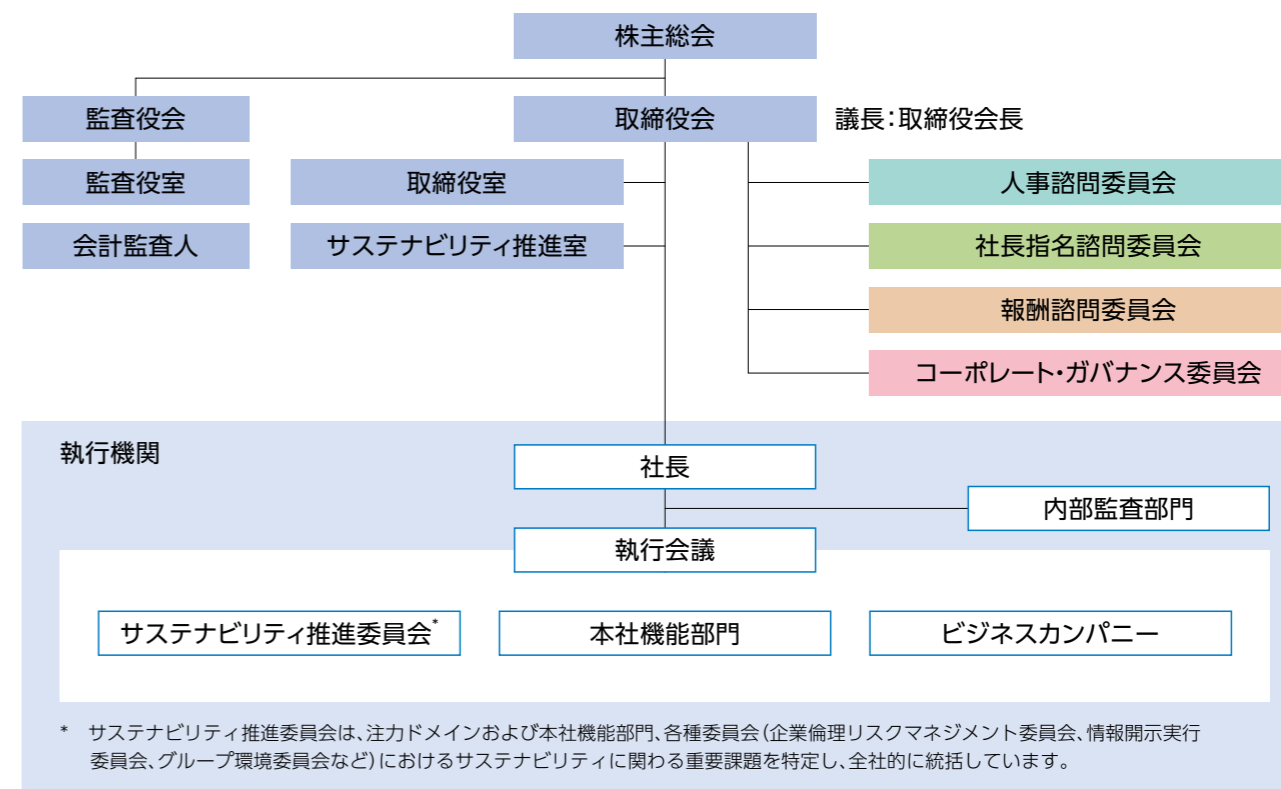 株主総会
監査役会
取締役会
議長：取締役会長
監査役室
取締役室
人事諮問委員会
会計監査人
サステナビリティ推進室
社長指名諮問委員会
報酬諮問委員会
コーポレート・ガバナンス委員会
執行機関
社長
内部監査部門
執行会議
サステナビリティ推進委員会*
本社機能部門
ビジネスカンパニー
* サステナビリティ推進委員会は、注力ドメインおよび本社機能部門、各種委員会（企業倫理リスクマネジメント委員会、情報開示実行
委員会、グループ環境委員会など）におけるサステナビリティに関わる重要課題を特定し、全社的に統括しています。